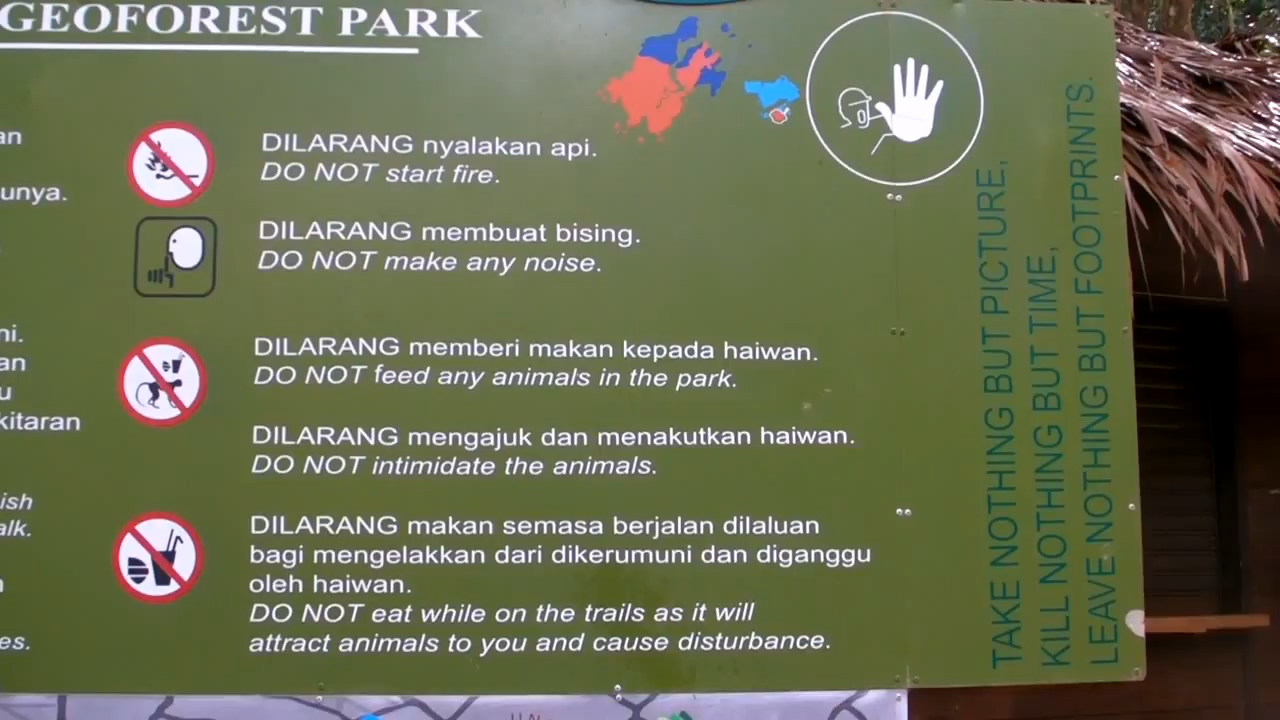 GEOFOREST PARK
DILARANG nyalakan api.
DO NOT start fire.
DILARANG membuat bising.
DO NOT make any noise.
DILARANG memberi makan kepada haiwan.
DO NOT feed any animals in the park.
DILARANG mengajuk dan menakutkan haiwan.
DO NOT intimidate the animals.
DILARANG makan semasa berjalan dilaluan
bagi mengelakkan dari dikerumuni dan diganggu
oleh haiwan.
DO NOT eat while on the trails as it will
attract animals to you and cause disturbance.
TAKE NOTHING BUT PICTURE,
KILL NOTHING BUT TIME,
LEAVE NOTHING BUT FOOTPRINTS.